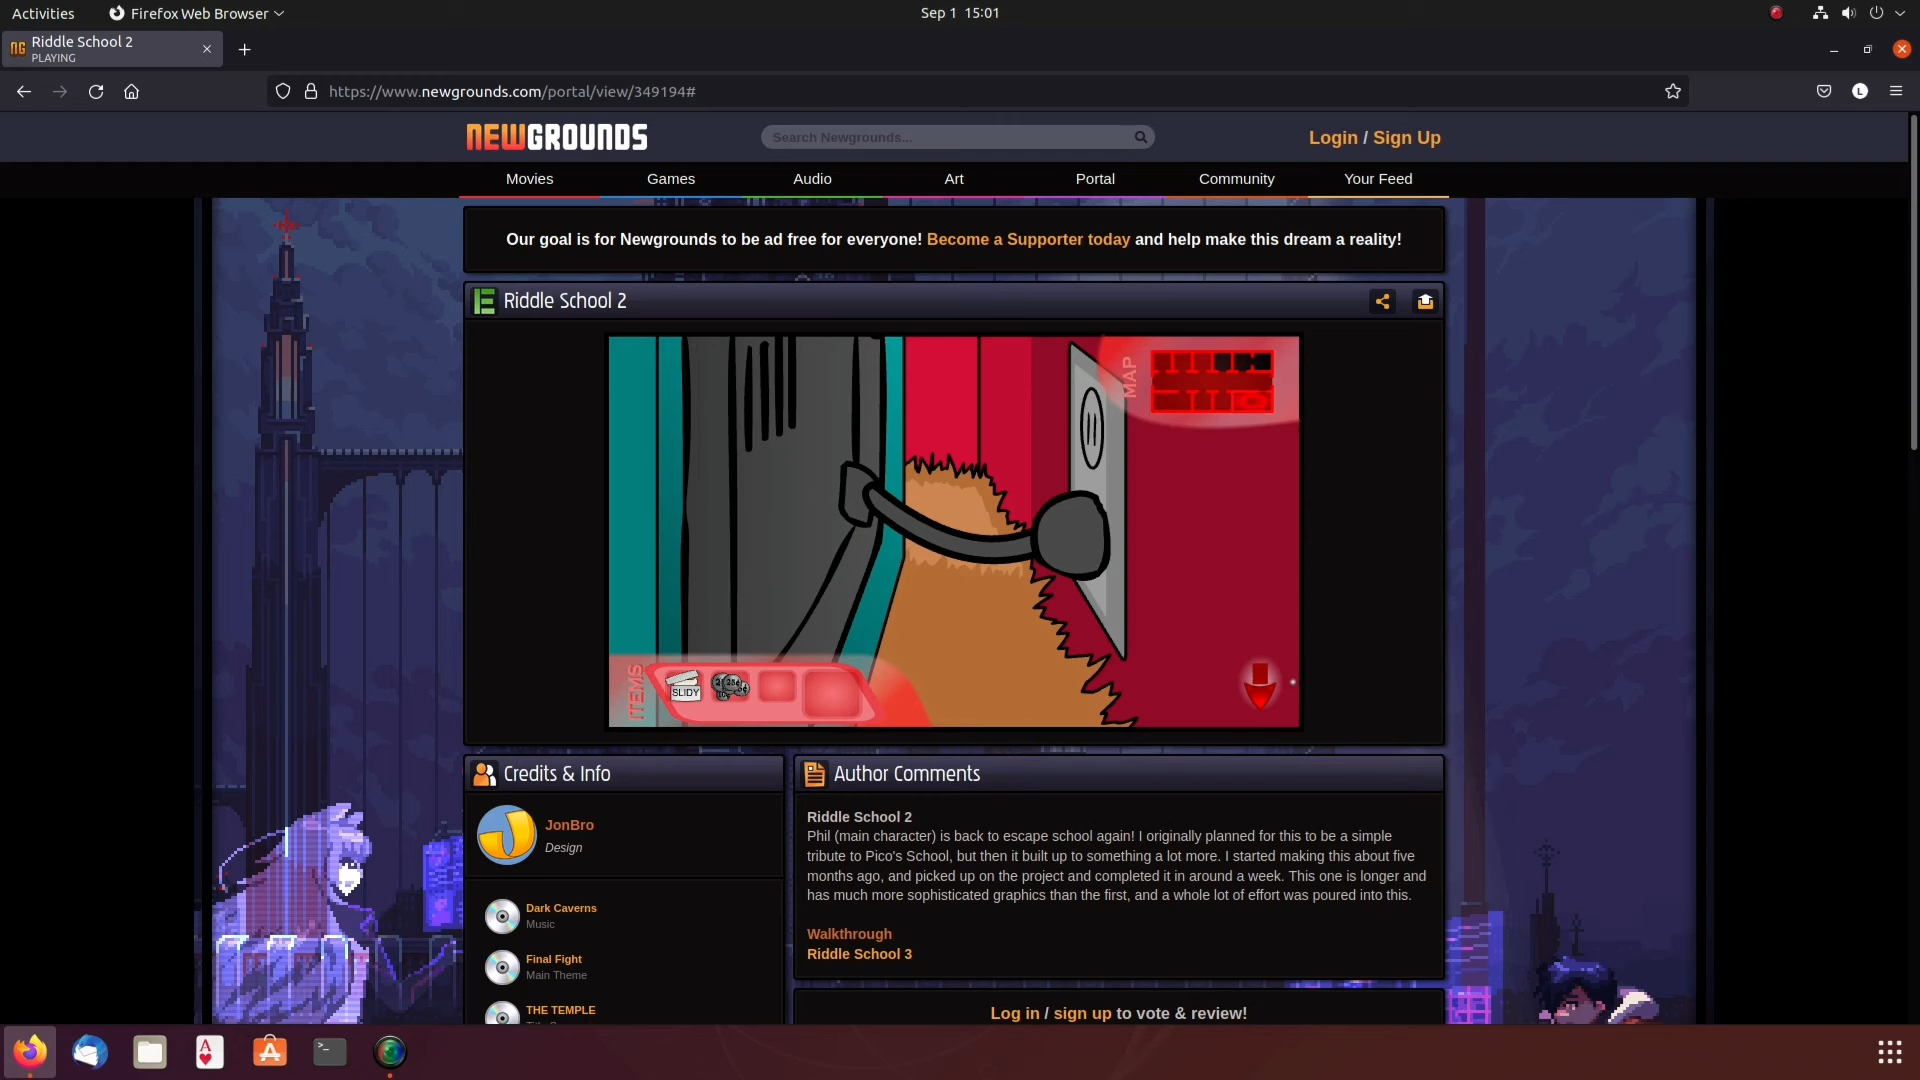 Activities
Firefox Web Browser
Sep 1 15:01
NG
Riddle School 2
PLAYING
https://www.newgrounds.com/portal/view/349194#
L
NEWGROUNDS
Search Newgrounds...
Login / Sign Up
Movies
Games
Audio
Art
Portal
Community
Your Feed
Our goal is for Newgrounds to be ad free for everyone! Become a Supporter today and help make this dream a reality!
E
Riddle School 2
MAP
ITEMS
SLIDY
Credits & Info
JonBro
Design
Dark Caverns
Music
Final Fight
Main Theme
THE TEMPLE
Author Comments
Riddle School 2
Phil (main character) is back to escape school again! I originally planned for this to be a simple
tribute to Pico's School, but then it built up to something a lot more. I started making this about five
months ago, and picked up on the project and completed it in around a week. This one is longer and
has much more sophisticated graphics than the first, and a whole lot of effort was poured into this.
Walkthrough
Riddle School 3
Log in / sign up to vote & review!
A